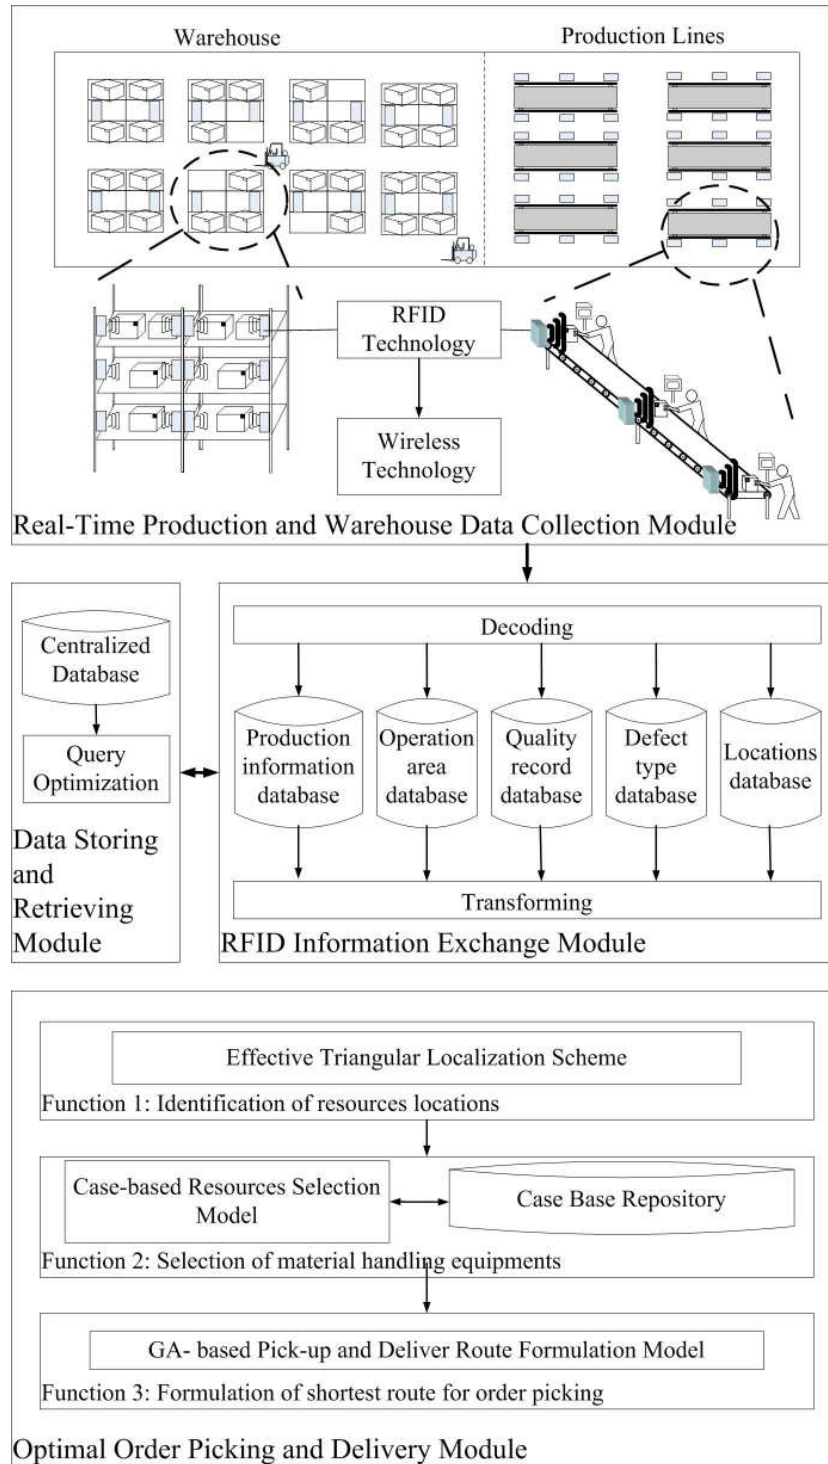 Warehouse
Production Lines
RFID
Technology
Wireless
Technology
Real-Time Production and Warehouse Data Collection Module
Centralized
Database
Query
Optimization
Data Storing
and
Retrieving
Module
Decoding
Production
information
database
Operation
area
database
Quality
record
database
Defect
type
database
Locations
database
Transforming
RFID Information Exchange Module
Effective Triangular Localization Scheme
Function 1: Identification of resources locations
Case-based Resources Selection
Model
Case Base Repository
Function 2: Selection of material handling equipments
GA- based Pick-up and Deliver Route Formulation Model
Function 3: Formulation of shortest route for order picking
Optimal Order Picking and Delivery Module